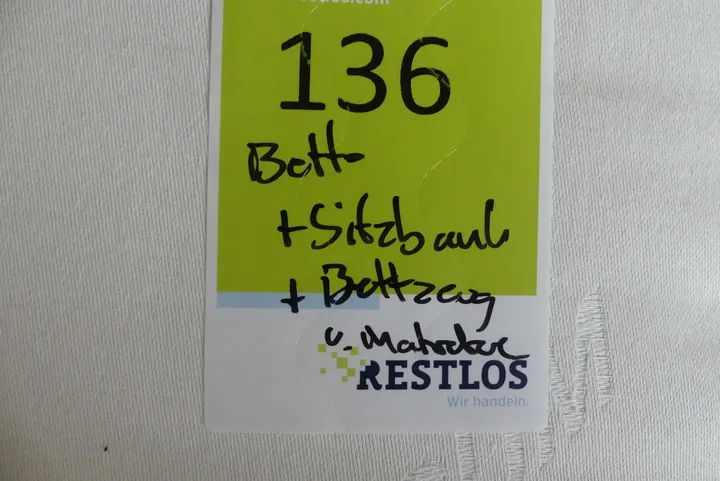 136
Bett
+ Sitzbank
+ Bettzeug
u. Matratze
RESTLOS
Wir handeln.